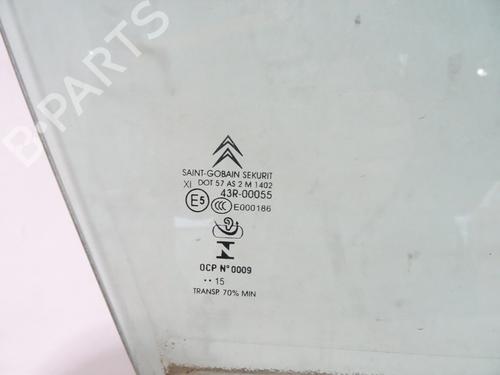 B-PARTS
SAINT-GOBAIN SEKURIT
XI DOT 57 AS 2 M 1402
43R-00055
E5 CCC E000186
OCP N° 0009
·· 15
TRANSP. 70% MIN